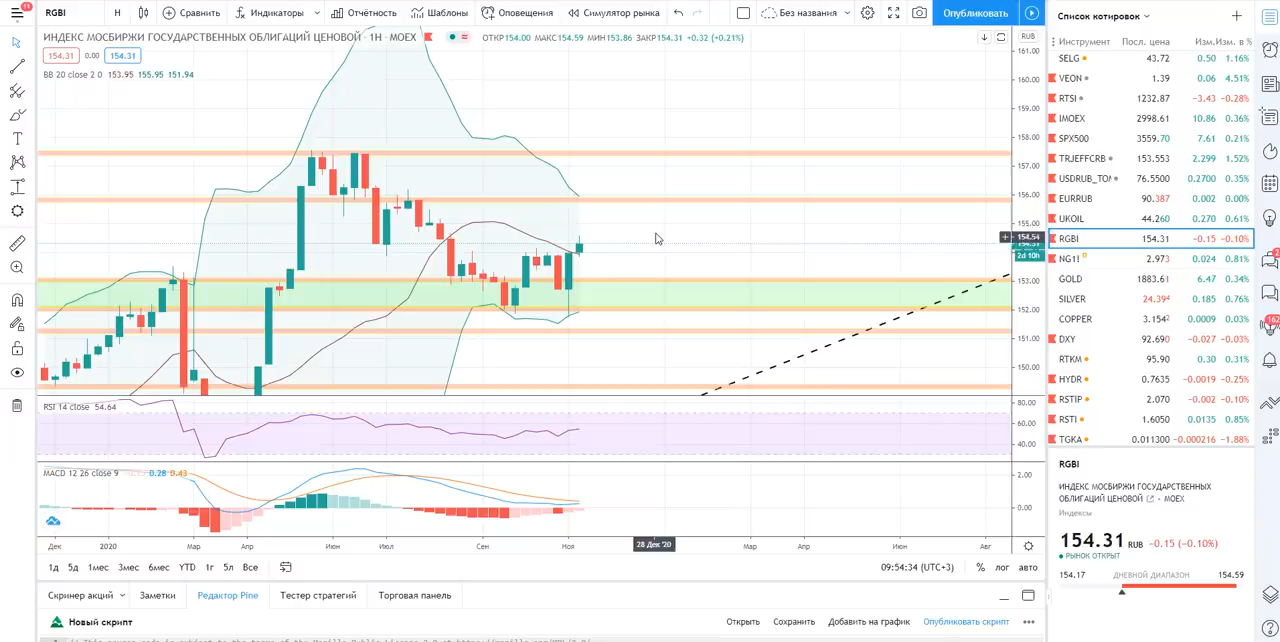 11
RGBI
Н
Сравнить
Индикаторы
Отчётность
Шаблоны
Оповещения
Симулятор рынка
Без названия
Опубликовать
ИНДЕКС МОСБИРЖИ ГОСУДАРСТВЕННЫХ ОБЛИГАЦИЙ ЦЕНОВОЙ · 1Н · MOEX
ОТКР154.00 МАКС154.59 МИН153.86 ЗАКР154.31 +0.32 (+0.21%)
154.31 0.00 154.31
BB 20 close 2 0 153.95 155.95 151.94
RUB
161.00
160.00
159.00
158.00
157.00
156.00
155.00
154.54
154.31
2d 10h
153.00
152.00
151.00
150.00
RSI 14 close 54.64
80.00
60.00
40.00
MACD 12 26 close 9 0.28 0.43
2.00
0.00
Дек 2020 Мар Апр Июн Июл Сен Ноя 28 Дек '20 Мар Апр Июн Авг
1д 5д 1мес 3мес 6мес YTD 1г 5л Все
09:54:34 (UTC+3) % лог авто
Скринер акций Заметки Редактор Pine Тестер стратегий Торговая панель
Новый скрипт
Открыть Сохранить Добавить на график Опубликовать скрипт
Список котировок
Инструмент Посл. цена Изм. Изм. в %
SELG 43.72 0.50 1.16%
VEON 1.39 0.06 4.51%
RTSI 1232.87 −3.43 −0.28%
IMOEX 2998.61 10.86 0.36%
SPX500 3559.70 7.61 0.21%
TRJEFFCRB 153.553 2.299 1.52%
USDRUB_TOM 76.5500 0.2700 0.35%
EURRUB 90.387 0.002 0.00%
UKOIL 44.260 0.270 0.61%
RGBI 154.31 −0.15 −0.10%
NG1! 2.973 0.024 0.81%
GOLD 1883.61 6.47 0.34%
SILVER 24.394 0.185 0.76%
COPPER 3.154² 0.0009 0.03%
DXY 92.690 −0.027 −0.03%
RTKM 95.90 0.30 0.31%
HYDR 0.7635 −0.0019 −0.25%
RSTIP 2.070 −0.002 −0.10%
RSTI 1.6050 0.0135 0.85%
TGKA 0.011300 −0.000216 −1.88%
RGBI
ИНДЕКС МОСБИРЖИ ГОСУДАРСТВЕННЫХ
ОБЛИГАЦИЙ ЦЕНОВОЙ · MOEX
Индексы
154.31 RUB −0.15 (−0.10%)
РЫНОК ОТКРЫТ
154.17 ДНЕВНОЙ ДИАПАЗОН 154.59